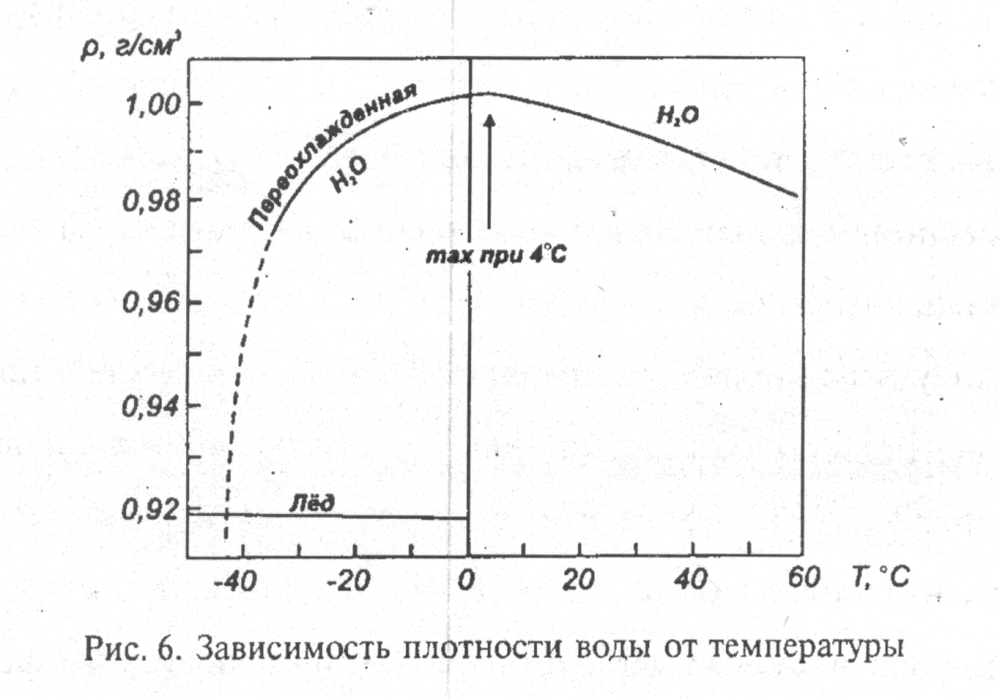 ρ, г/см³
1,00
0,98
0,96
0,94
0,92
Переохлажденная
H₂O
H₂O
max при 4°C
Лёд
-40 -20 0 20 40 60 T, °C
Рис. 6. Зависимость плотности воды от температуры